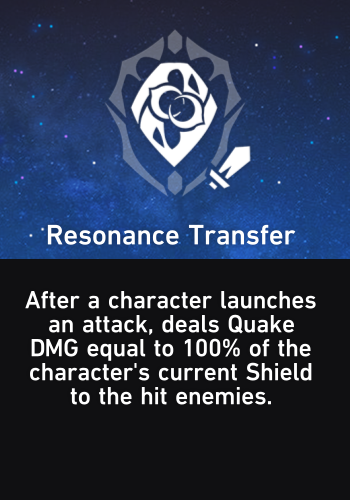 Resonance Transfer
After a character launches
an attack, deals Quake
DMG equal to 100% of the
character's current Shield
to the hit enemies.